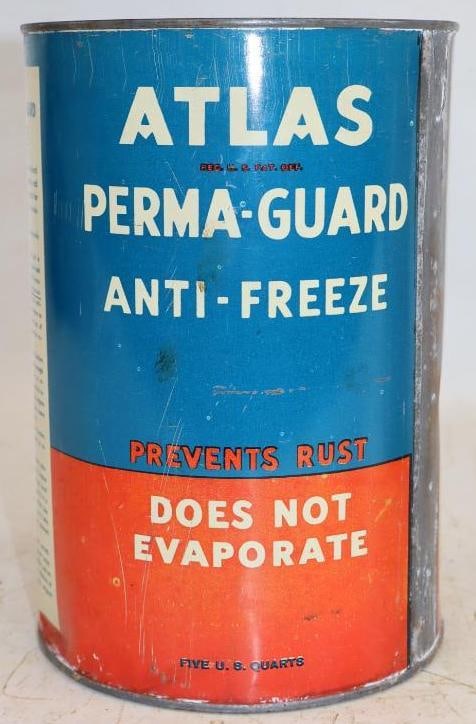 ATLAS
REG. U. S. PAT. OFF.
PERMA-GUARD
ANTI-FREEZE
PREVENTS RUST
DOES NOT
EVAPORATE
FIVE U. S. QUARTS